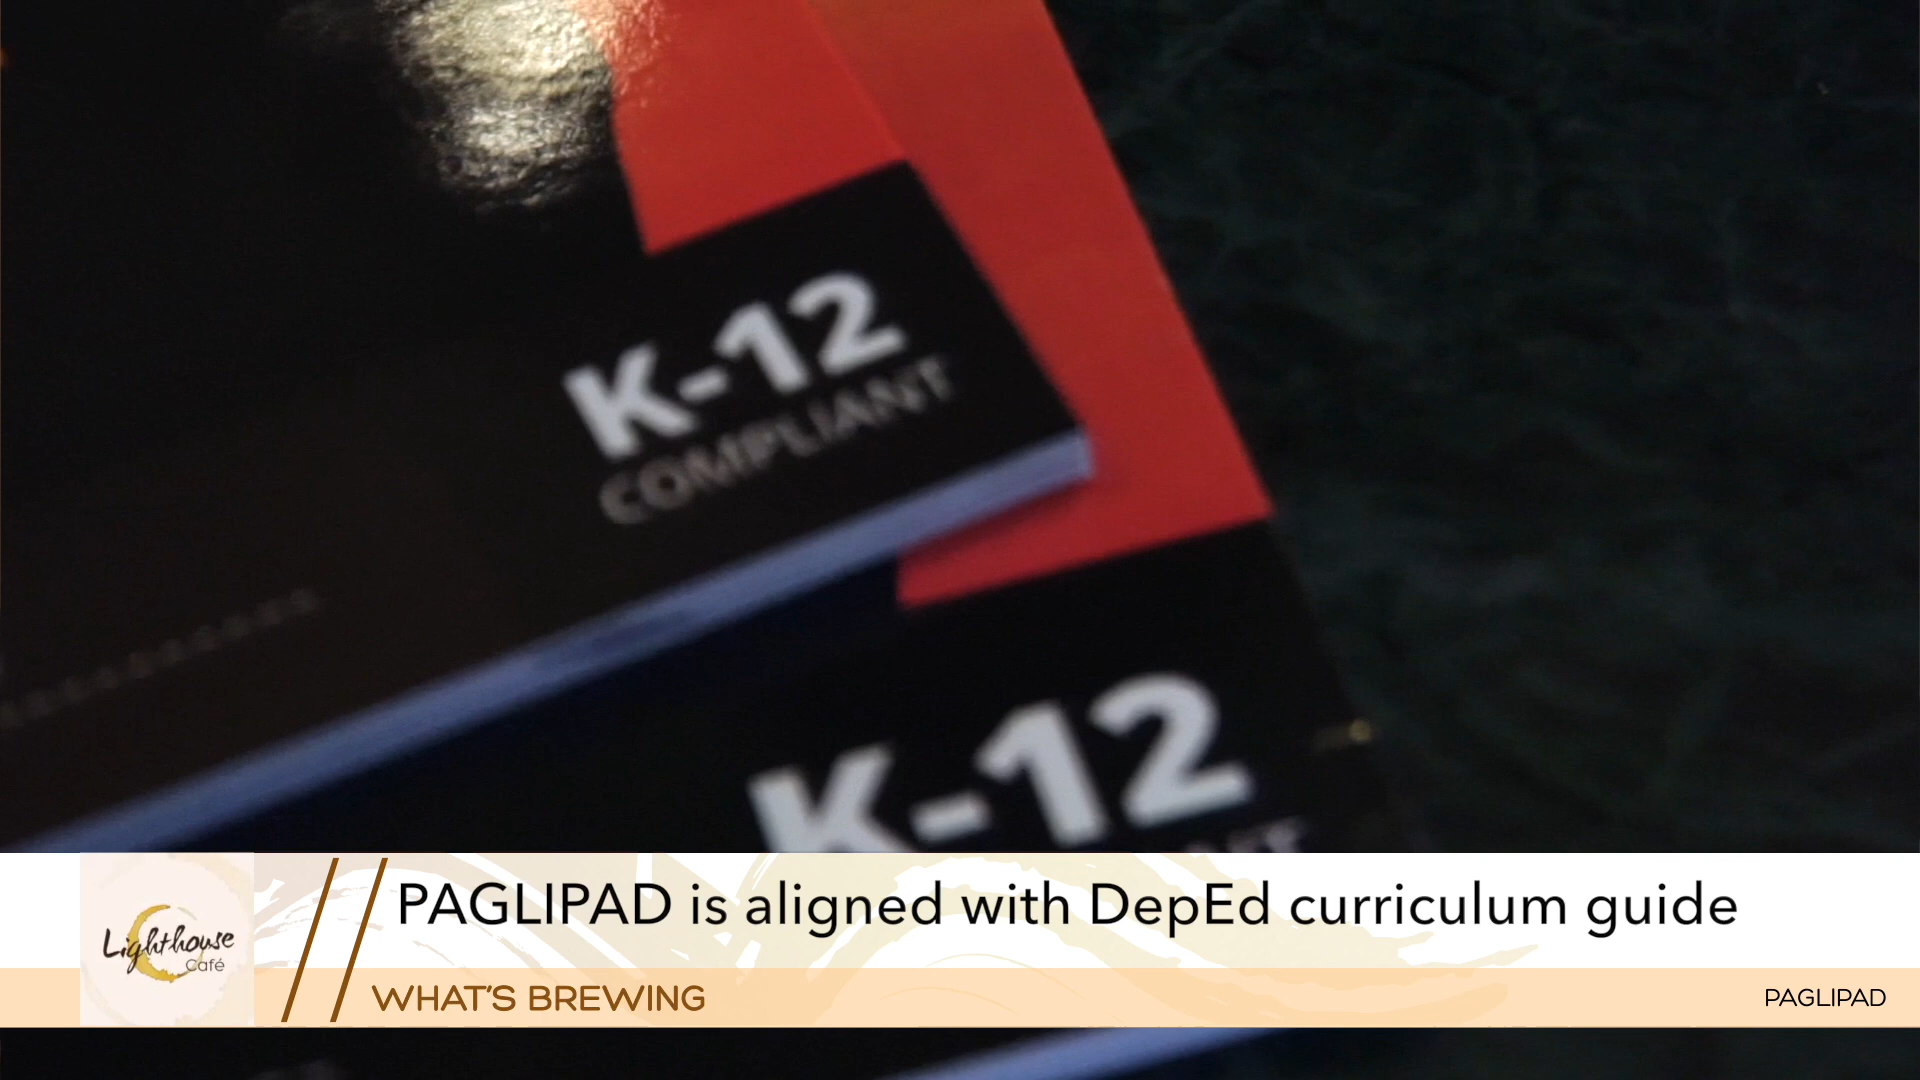 K-12
COMPLIANT
K-12
PAGLIPAD is aligned with DepEd curriculum guide
Lighthouse
Café
WHAT'S BREWING
PAGLIPAD